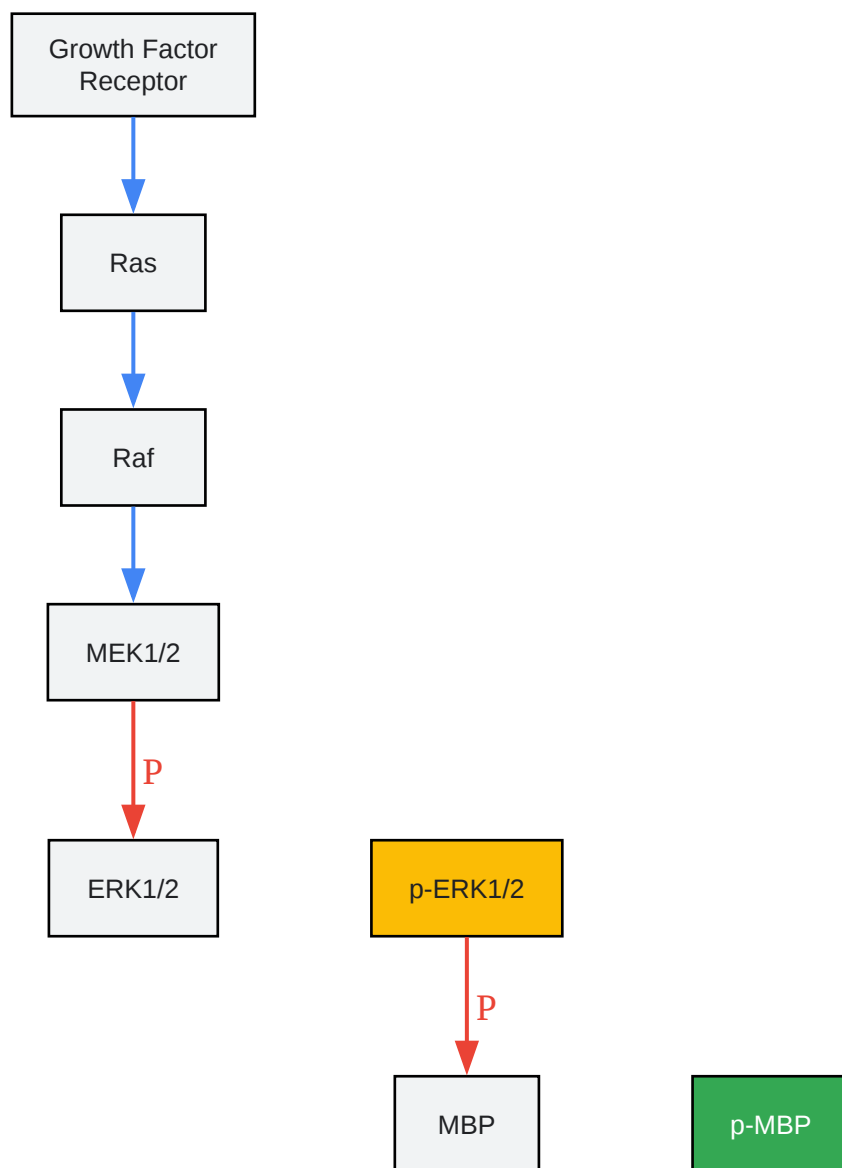 Growth Factor
Receptor
Ras
Raf
MEK1/2
P
ERK1/2
p-ERK1/2
P
MBP
p-MBP